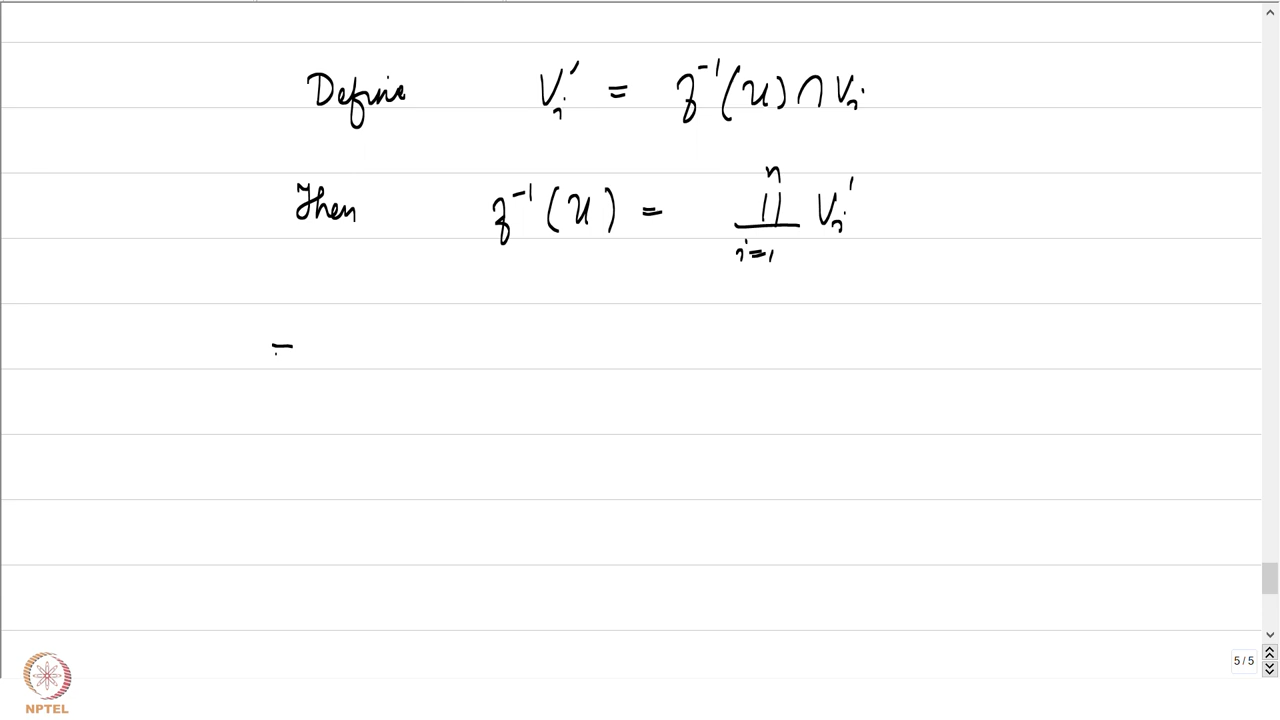 Define V_i' = q^{-1}(U) ∩ V_i
Then q^{-1}(U) = ∐_{i=1}^{n} V_i'
5 / 5
NPTEL